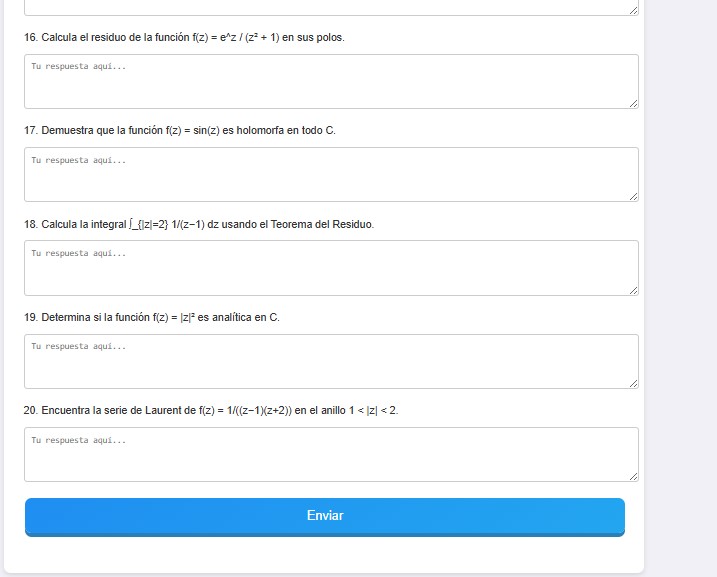 16. Calcula el residuo de la función f(z) = e^z / (z² + 1) en sus polos.
Tu respuesta aquí...
17. Demuestra que la función f(z) = sin(z) es holomorfa en todo C.
Tu respuesta aquí...
18. Calcula la integral ∫_{|z|=2} 1/(z−1) dz usando el Teorema del Residuo.
Tu respuesta aquí...
19. Determina si la función f(z) = |z|² es analítica en C.
Tu respuesta aquí...
20. Encuentra la serie de Laurent de f(z) = 1/((z−1)(z+2)) en el anillo 1 < |z| < 2.
Tu respuesta aquí...
Enviar